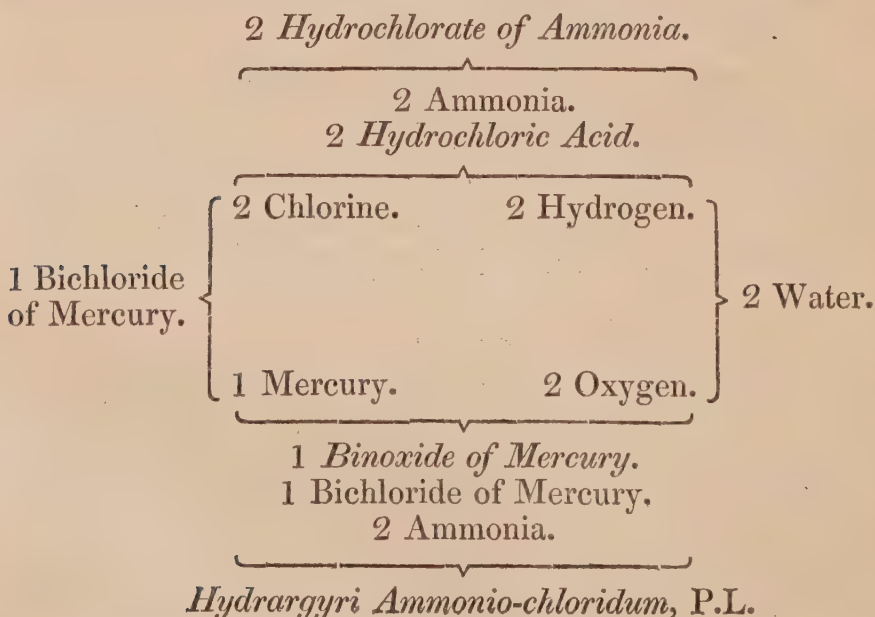 2 Hydrochlorate of Ammonia.
2 Ammonia.
2 Hydrochloric Acid.
2 Chlorine. 2 Hydrogen.
1 Bichloride
of Mercury.
2 Water.
1 Mercury. 2 Oxygen.
1 Binoxide of Mercury.
1 Bichloride of Mercury.
2 Ammonia.
Hydrargyri Ammonio-chloridum, P.L.